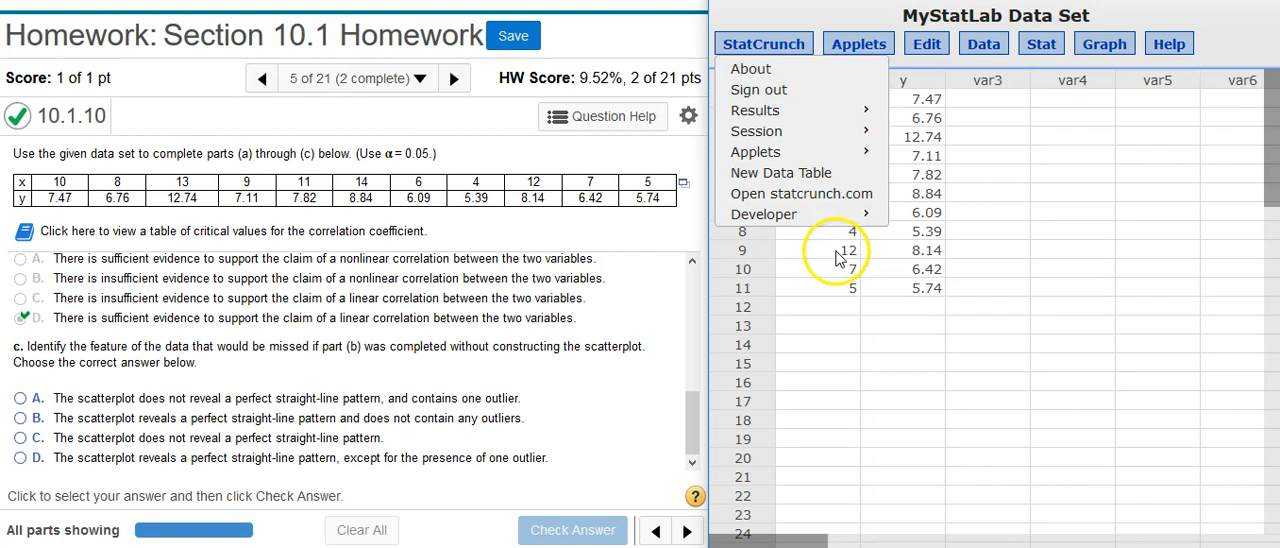 Homework: Section 10.1 Homework Save
Score: 1 of 1 pt 5 of 21 (2 complete) HW Score: 9.52%, 2 of 21 pts
10.1.10 Question Help
Use the given data set to complete parts (a) through (c) below. (Use α = 0.05.)
x 10 8 13 9 11 14 6 4 12 7 5
y 7.47 6.76 12.74 7.11 7.82 8.84 6.09 5.39 8.14 6.42 5.74
Click here to view a table of critical values for the correlation coefficient.
A. There is sufficient evidence to support the claim of a nonlinear correlation between the two variables.
B. There is insufficient evidence to support the claim of a nonlinear correlation between the two variables.
C. There is insufficient evidence to support the claim of a linear correlation between the two variables.
D. There is sufficient evidence to support the claim of a linear correlation between the two variables.
c. Identify the feature of the data that would be missed if part (b) was completed without constructing the scatterplot.
Choose the correct answer below.
A. The scatterplot does not reveal a perfect straight-line pattern, and contains one outlier.
B. The scatterplot reveals a perfect straight-line pattern and does not contain any outliers.
C. The scatterplot does not reveal a perfect straight-line pattern.
D. The scatterplot reveals a perfect straight-line pattern, except for the presence of one outlier.
Click to select your answer and then click Check Answer. ?
All parts showing Clear All Check Answer
MyStatLab Data Set
StatCrunch Applets Edit Data Stat Graph Help
About
Sign out
Results
Session
Applets
New Data Table
Open statcrunch.com
Developer
y var3 var4 var5 var6
7.47
6.76
12.74
7.11
7.82
8.84
6.09
8 4 5.39
9 12 8.14
10 7 6.42
11 5 5.74
12
13
14
15
16
17
18
19
20
21
22
23
24